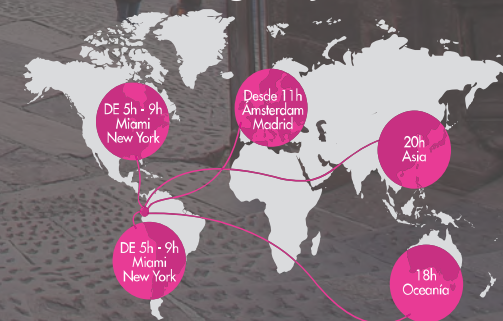 DE 5h - 9h
Miami
New York
Desde 11h
Ámsterdam
Madrid
20h
Asia
DE 5h - 9h
Miami
New York
18h
Oceanía